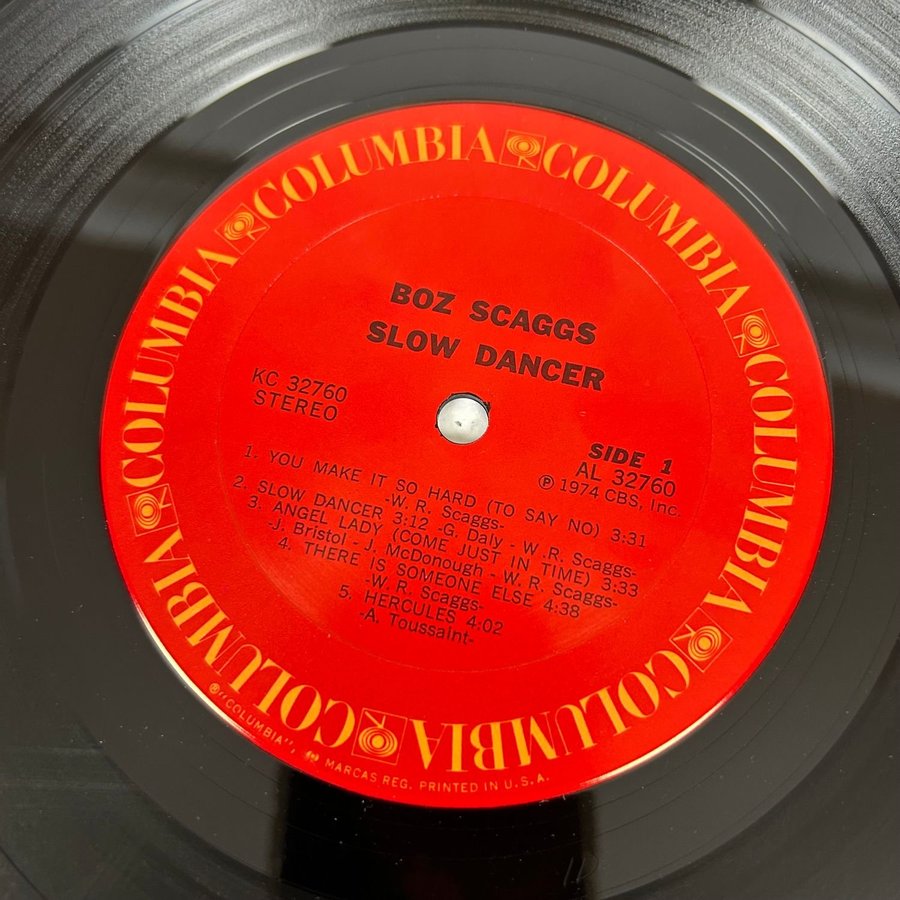 COLUMBIA COLUMBIA COLUMBIA COLUMBIA COLUMBIA COLUMBIA COLUMBIA
BOZ SCAGGS
SLOW DANCER
KC 32760
STEREO
SIDE 1
AL 32760
Ⓟ 1974 CBS, Inc.
1. YOU MAKE IT SO HARD (TO SAY NO) 3:31
-W. R. Scaggs-
2. SLOW DANCER 3:12 -G. Daly - W. R. Scaggs-
3. ANGEL LADY (COME JUST IN TIME) 3:33
-J. Bristol - J. McDonough - W. R. Scaggs-
4. THERE IS SOMEONE ELSE 4:38
-W. R. Scaggs-
5. HERCULES 4:02
-A. Toussaint-
®"COLUMBIA", MARCAS REG. PRINTED IN U.S.A.